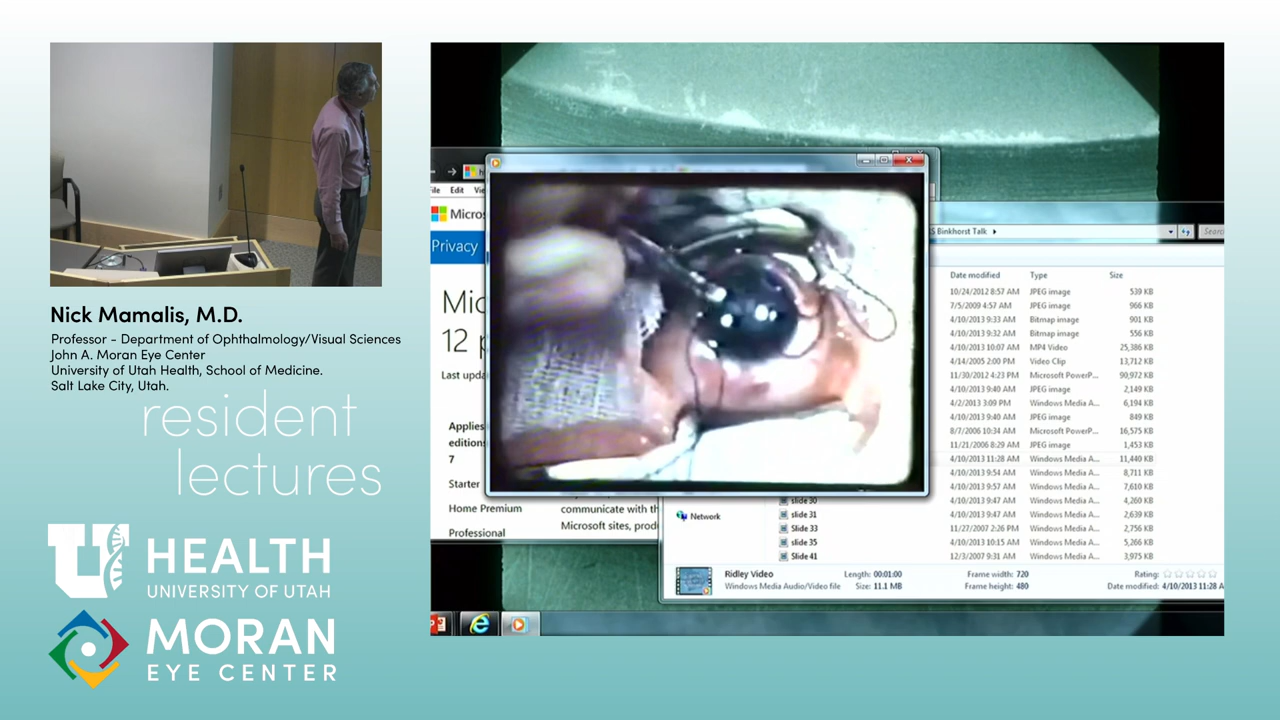 Nick Mamalis, M.D.
Professor - Department of Ophthalmology/Visual Sciences
John A. Moran Eye Center
University of Utah Health, School of Medicine.
Salt Lake City, Utah.
resident
lectures
U HEALTH
UNIVERSITY OF UTAH
MORAN
EYE CENTER
Edit
Privacy
12
Last upda
Applies
edition
7
Starter
Home Premium
Professional
communicate with th
Microsoft sites, prod
Binkhorst Talk
Date modified Type Size
10/24/2012 8:57 AM JPEG image 539 KB
7/5/2009 4:57 AM JPEG image 966 KB
4/10/2013 9:33 AM Bitmap image 901 KB
4/10/2013 9:32 AM Bitmap image 556 KB
4/10/2013 10:07 AM MP4 Video 25,386 KB
4/14/2005 2:00 PM Video Clip 13,712 KB
11/30/2012 4:23 PM Microsoft PowerP... 90,972 KB
4/10/2013 9:40 AM JPEG image 2,149 KB
4/2/2013 3:09 PM Windows Media A... 6,194 KB
4/10/2013 9:40 AM JPEG image 849 KB
8/7/2006 10:34 AM Microsoft PowerP... 16,575 KB
11/21/2006 8:29 AM JPEG image 1,453 KB
4/10/2013 11:28 AM Windows Media A... 11,440 KB
4/10/2013 9:54 AM Windows Media A... 8,711 KB
4/10/2013 9:57 AM Windows Media A... 7,610 KB
slide 30 4/10/2013 9:47 AM Windows Media A... 4,260 KB
slide 31 4/10/2013 9:47 AM Windows Media A... 2,639 KB
Slide 33 11/27/2007 2:26 PM Windows Media A... 2,756 KB
slide 35 4/10/2013 10:15 AM Windows Media A... 5,266 KB
Slide 41 12/3/2007 9:31 AM Windows Media A... 3,975 KB
Network
Ridley Video Length: 00:01:00 Frame width: 720 Rating:
Windows Media Audio/Video file Size: 11.1 MB Frame height: 480 Date modified: 4/10/2013 11:28 A